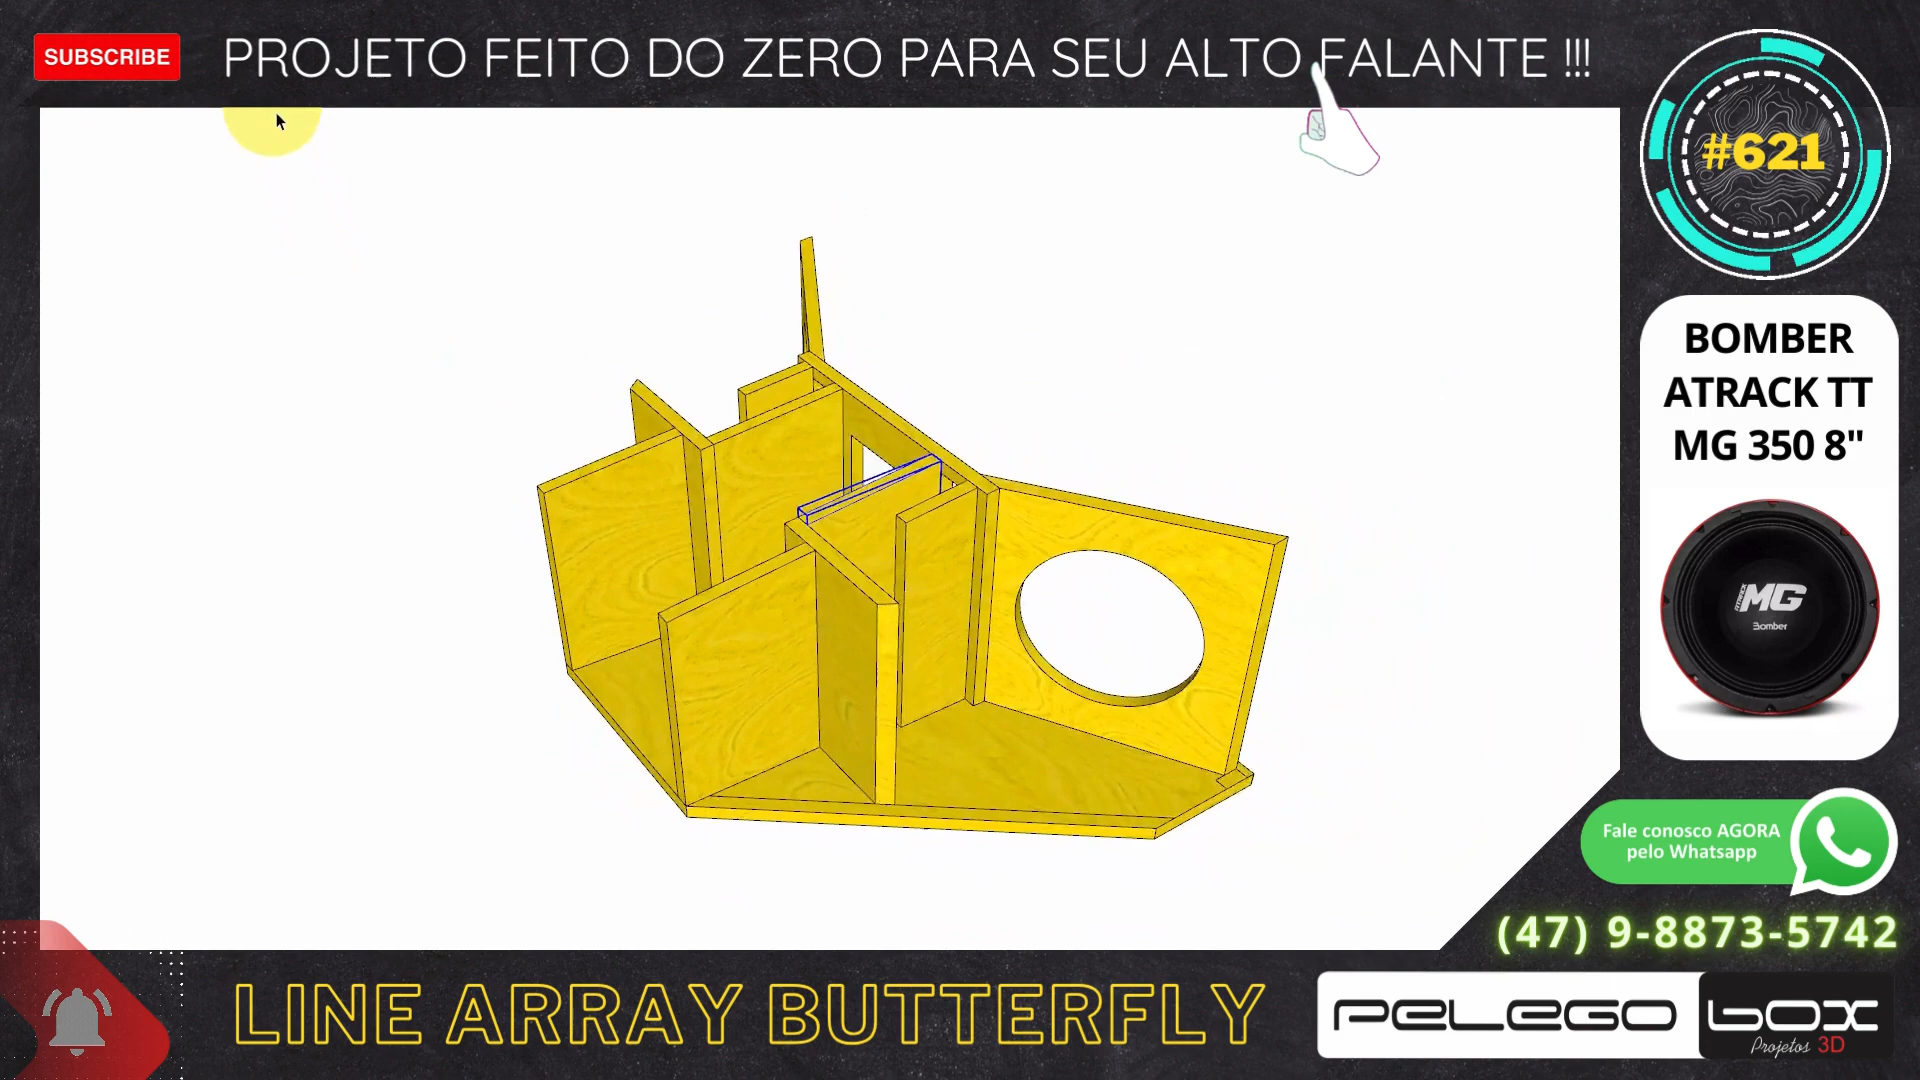 SUBSCRIBE
PROJETO FEITO DO ZERO PARA SEU ALTO FALANTE !!!
#621
BOMBER
ATRACK TT
MG 350 8"
ATRACK
MG
Bomber
Fale conosco AGORA
pelo Whatsapp
(47) 9-8873-5742
LINE ARRAY BUTTERFLY
PELEGO box
Projetos 3D